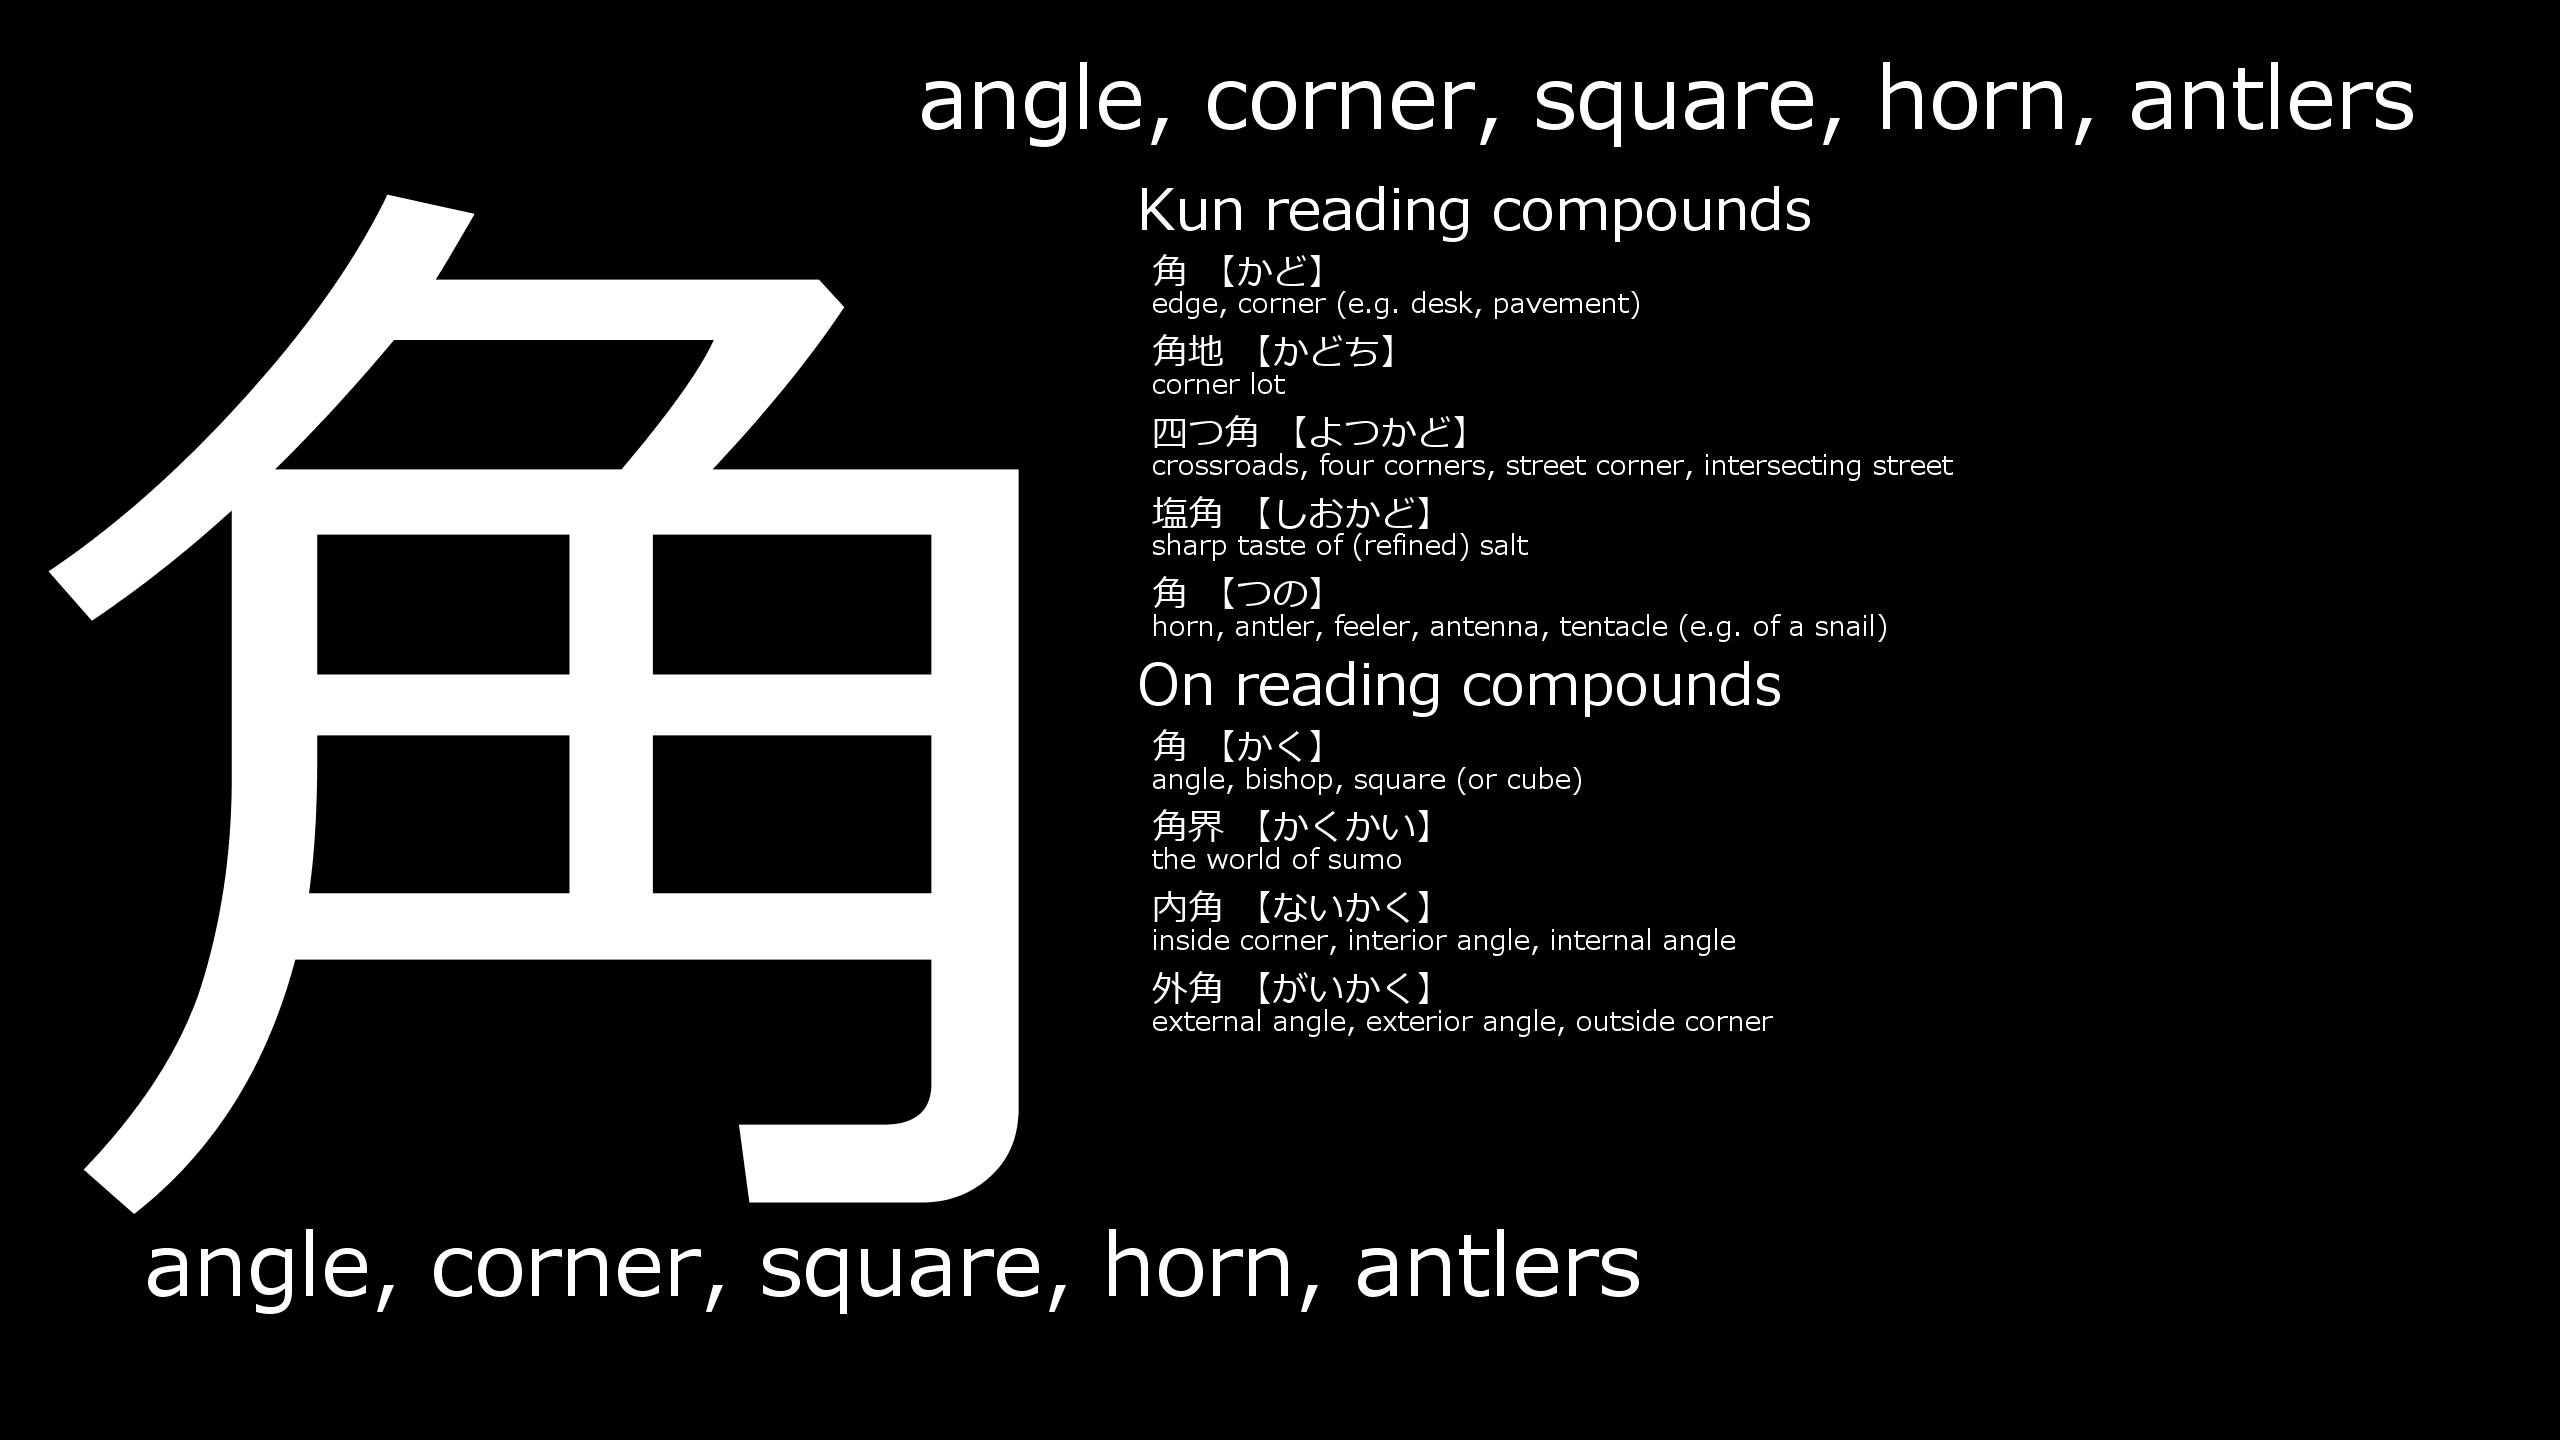 angle, corner, square, horn, antlers
角
Kun reading compounds
角 【かど】
edge, corner (e.g. desk, pavement)
角地 【かどち】
corner lot
四つ角 【よつかど】
crossroads, four corners, street corner, intersecting street
塩角 【しおかど】
sharp taste of (refined) salt
角 【つの】
horn, antler, feeler, antenna, tentacle (e.g. of a snail)
On reading compounds
角 【かく】
angle, bishop, square (or cube)
角界 【かくかい】
the world of sumo
内角 【ないかく】
inside corner, interior angle, internal angle
外角 【がいかく】
external angle, exterior angle, outside corner
angle, corner, square, horn, antlers